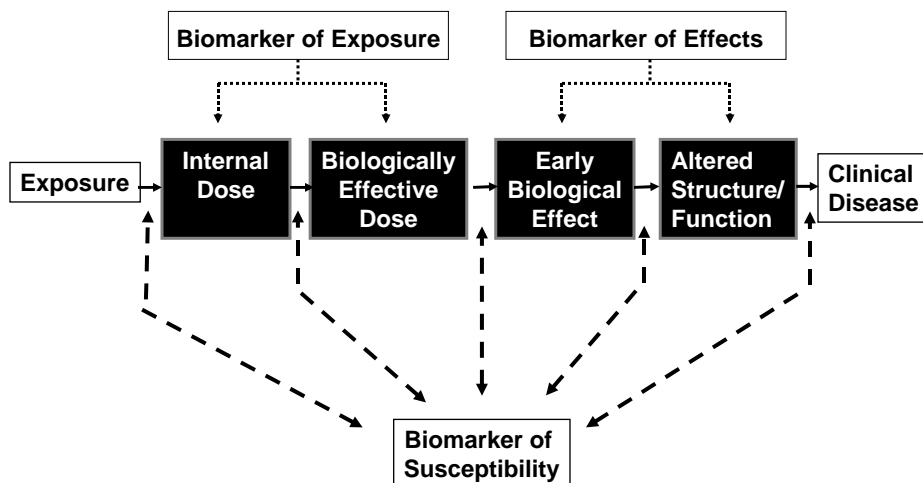 Biomarker of Exposure
Biomarker of Effects
Exposure
Internal
Dose
Biologically
Effective
Dose
Early
Biological
Effect
Altered
Structure/
Function
Clinical
Disease
Biomarker of
Susceptibility